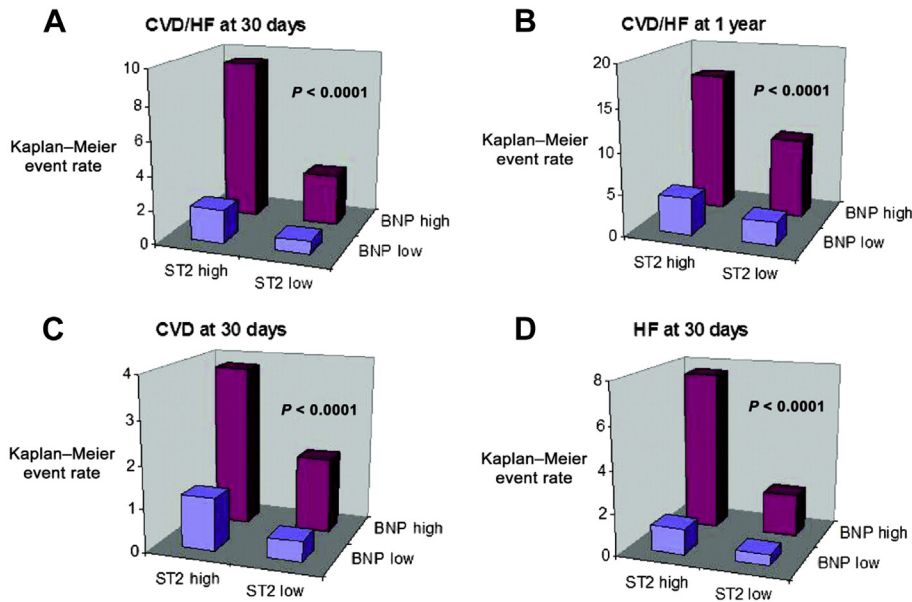 A
CVD/HF at 30 days
10
8
6
4
2
0
Kaplan–Meier
event rate
P < 0.0001
BNP high
BNP low
ST2 high
ST2 low
B
CVD/HF at 1 year
20
15
10
5
0
Kaplan–Meier
event rate
P < 0.0001
BNP high
BNP low
ST2 high
ST2 low
C
CVD at 30 days
4
3
2
1
0
Kaplan–Meier
event rate
P < 0.0001
BNP high
BNP low
ST2 high
ST2 low
D
HF at 30 days
8
6
4
2
0
Kaplan–Meier
event rate
P < 0.0001
BNP high
BNP low
ST2 high
ST2 low